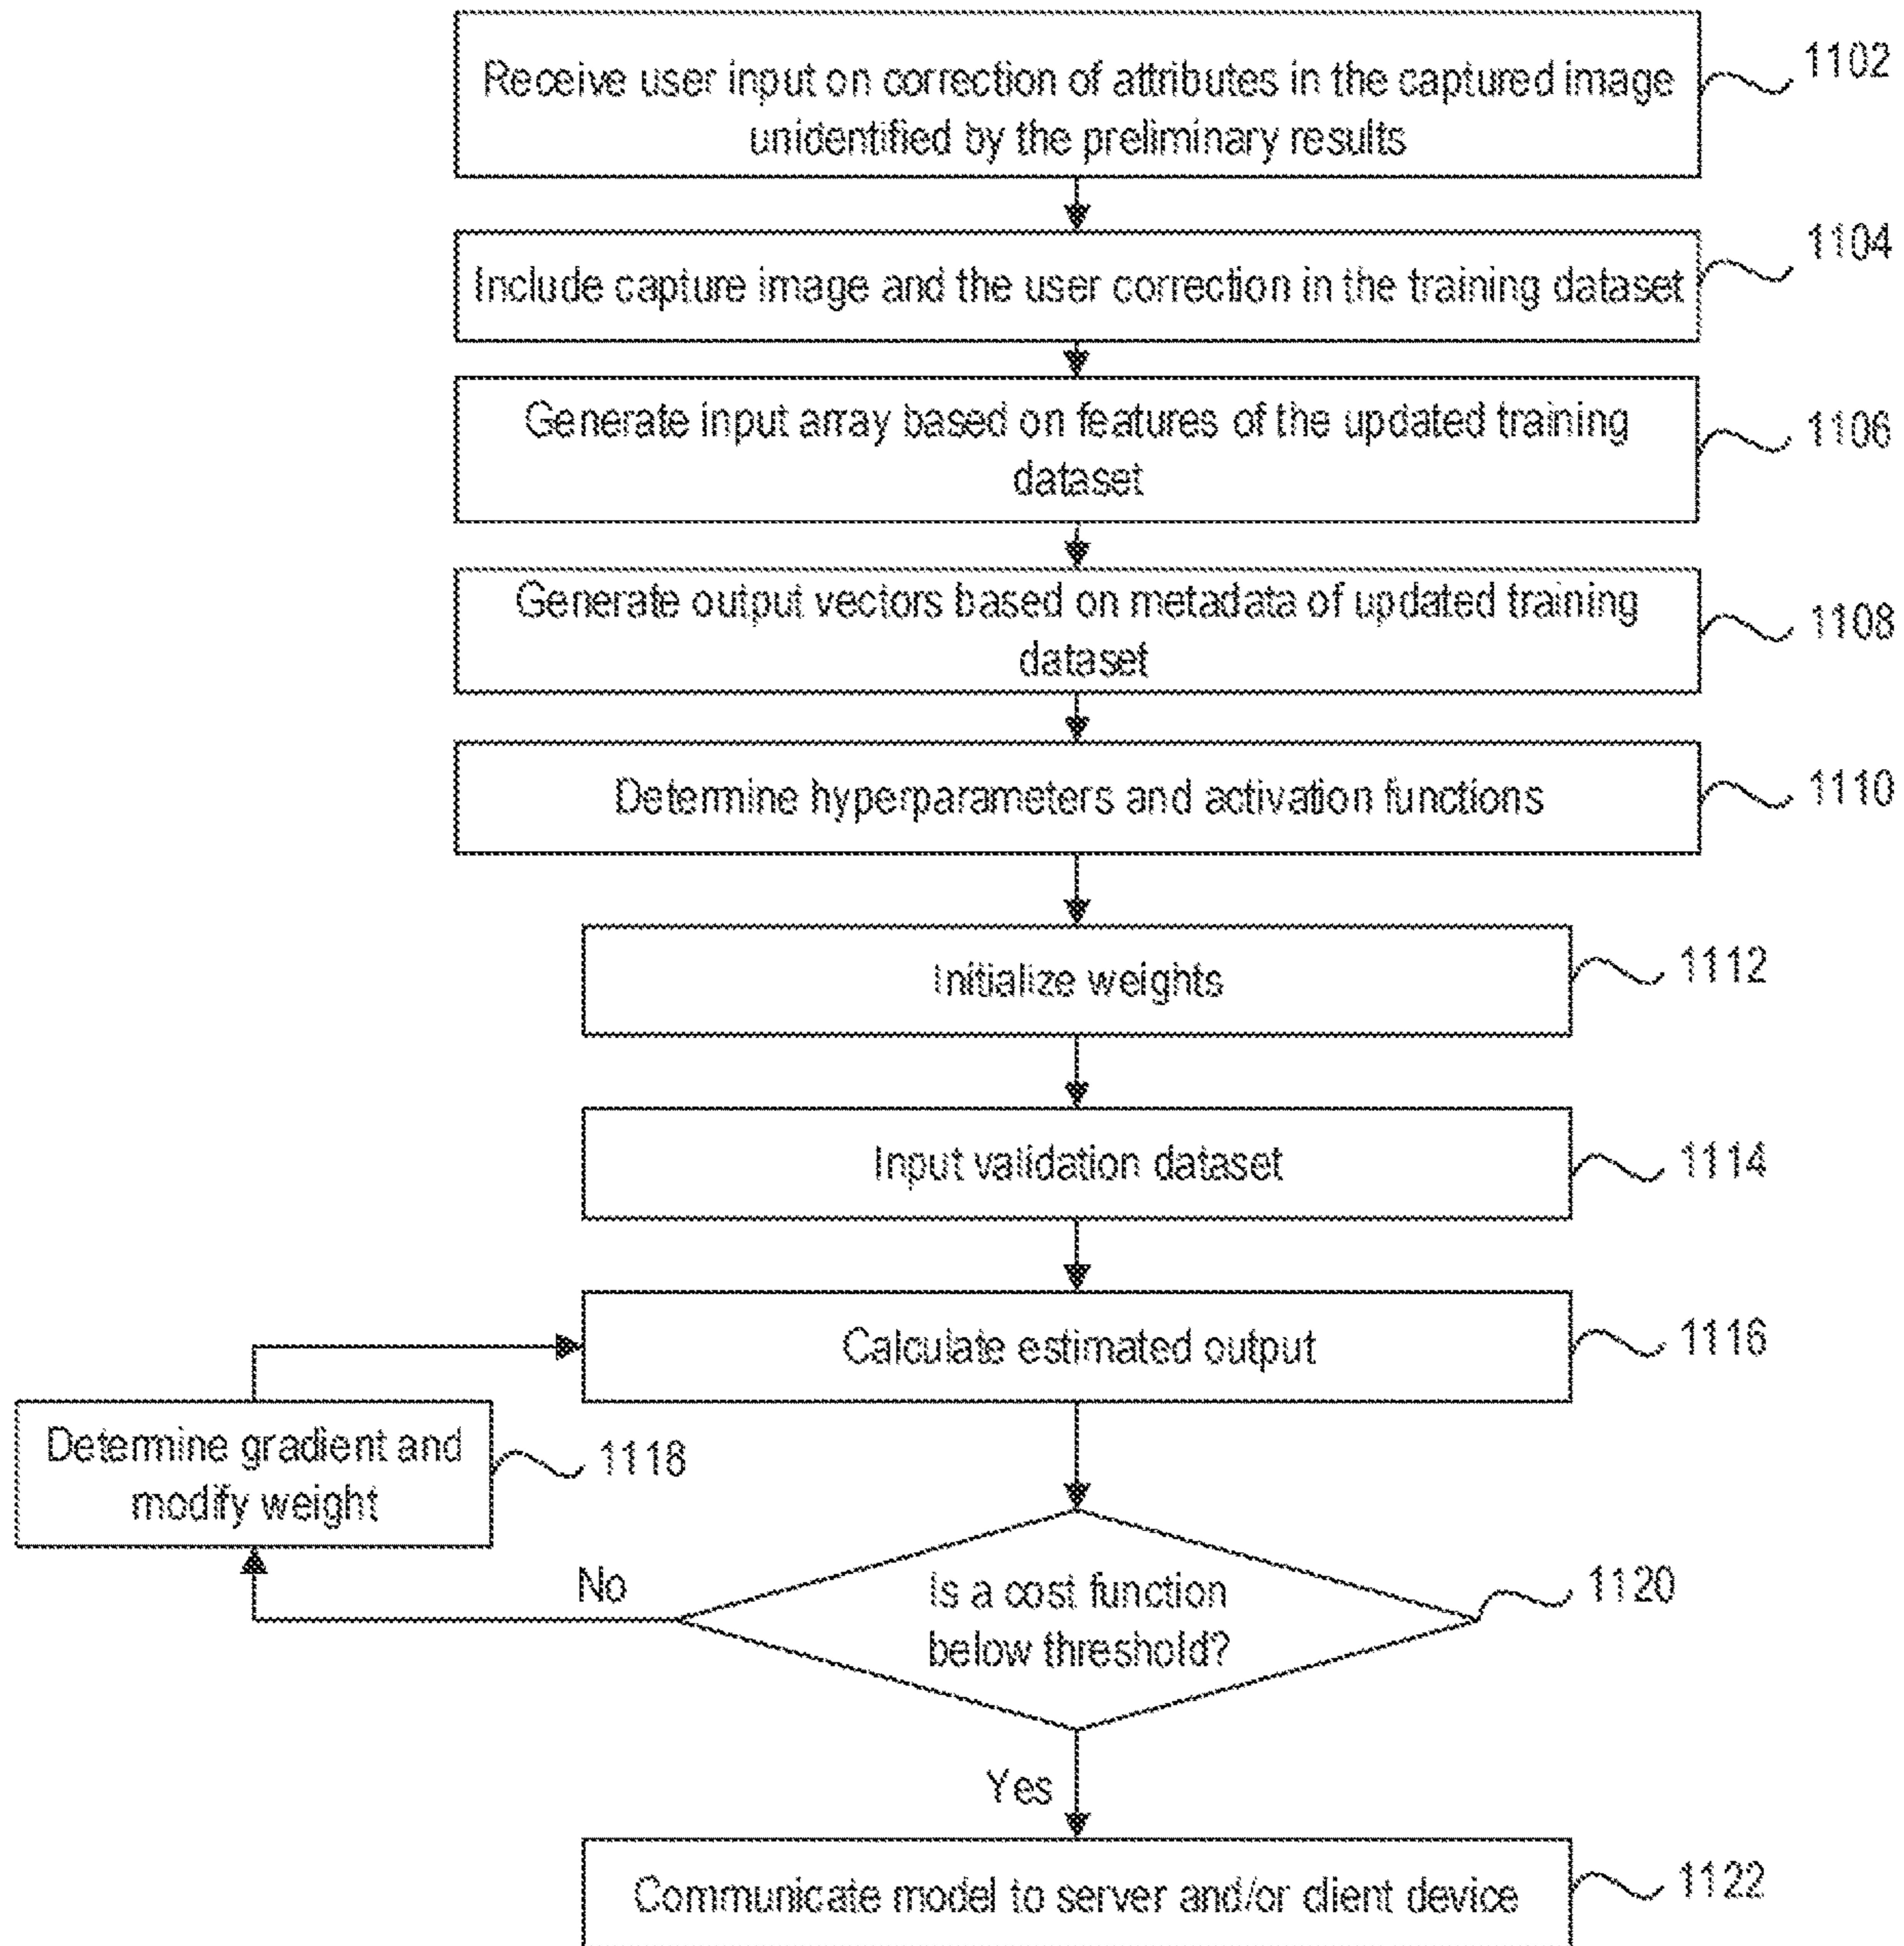 Receive user input on correction of attributes in the captured image
unidentified by the preliminary results
1102
Include capture image and the user correction in the training dataset
1104
Generate input array based on features of the updated training
dataset
1106
Generate output vectors based on metadata of updated training
dataset
1108
Determine hyperparameters and activation functions
1110
Initialize weights
1112
Input validation dataset
1114
Calculate estimated output
1116
Determine gradient and
modify weight
1118
No
Is a cost function
below threshold?
1120
Yes
Communicate model to server and/or client device
1122